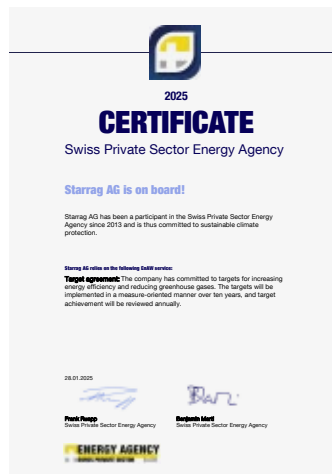 2025
CERTIFICATE
Swiss Private Sector Energy Agency
Starrag AG is on board!
Starrag AG has been a participant in the Swiss Private Sector Energy
Agency since 2013 and is thus committed to sustainable climate
protection.
Starrag AG relies on the following EnAW service:
Target agreement: The company has committed to targets for increasing
energy efficiency and reducing greenhouse gases. The targets will be
implemented in a measure-oriented manner over ten years, and target
achievement will be reviewed annually.
28.01.2025
Frank Ruepp
Swiss Private Sector Energy Agency
Benjamin Marti
Swiss Private Sector Energy Agency
ENERGY AGENCY
SWISS PRIVATE SECTOR